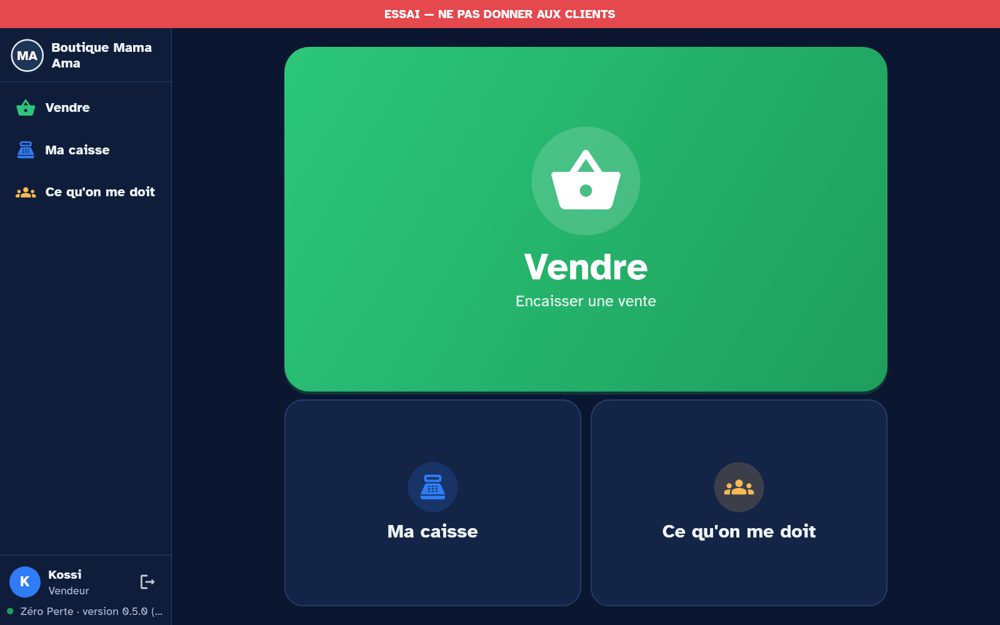 ESSAI — NE PAS DONNER AUX CLIENTS
MA
Boutique Mama
Ama
Vendre
Ma caisse
Ce qu'on me doit
Vendre
Encaisser une vente
Ma caisse
Ce qu'on me doit
K
Kossi
Vendeur
Zéro Perte · version 0.5.0 (…